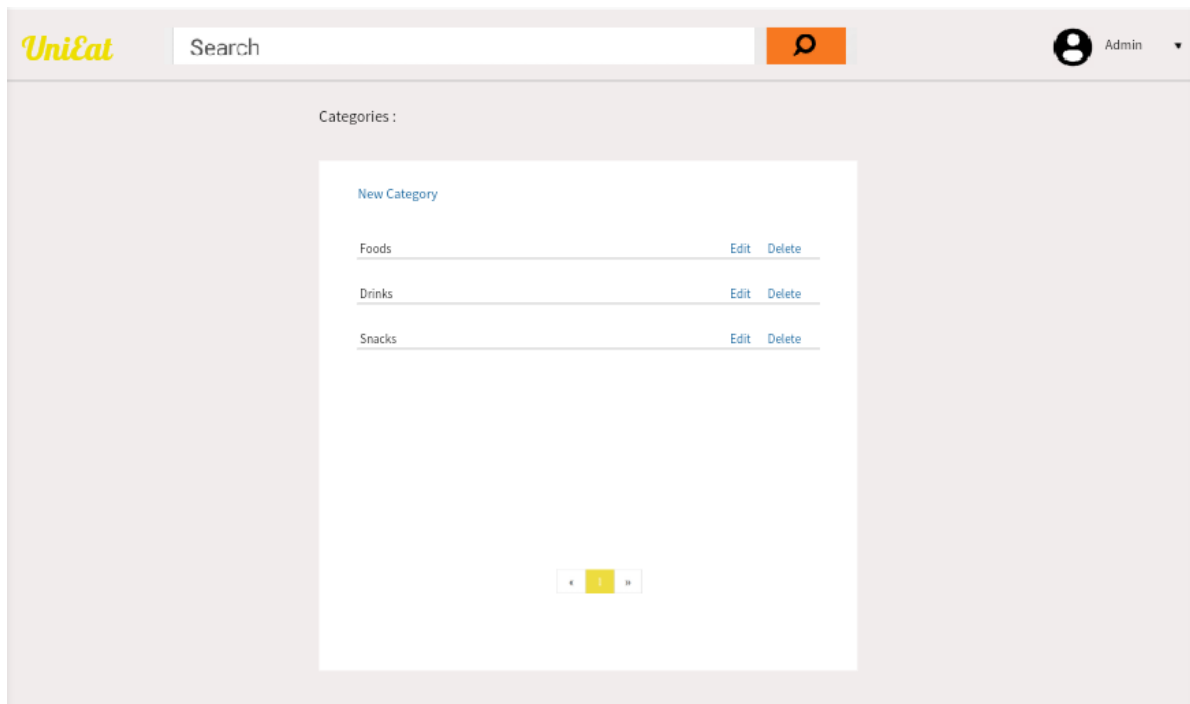 UniEat Search Admin ▼
Categories :
New Category
Foods Edit Delete
Drinks Edit Delete
Snacks Edit Delete
« 1 »